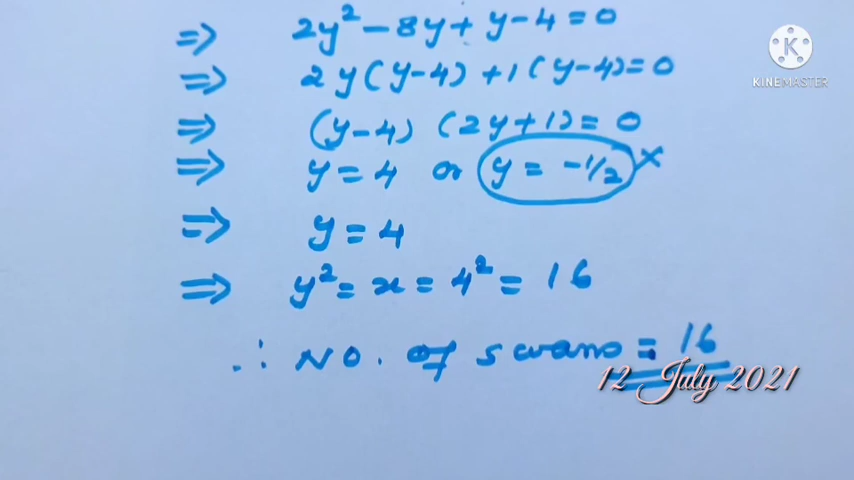 ⇒ 2y² - 8y + y - 4 = 0
⇒ 2y(y-4) + 1(y-4) = 0
⇒ (y-4) (2y+1) = 0
⇒ y = 4 or y = -1/2 ×
⇒ y = 4
⇒ y² = x = 4² = 16
∴ No. of swans = 16
K
KINEMASTER
12 July 2021